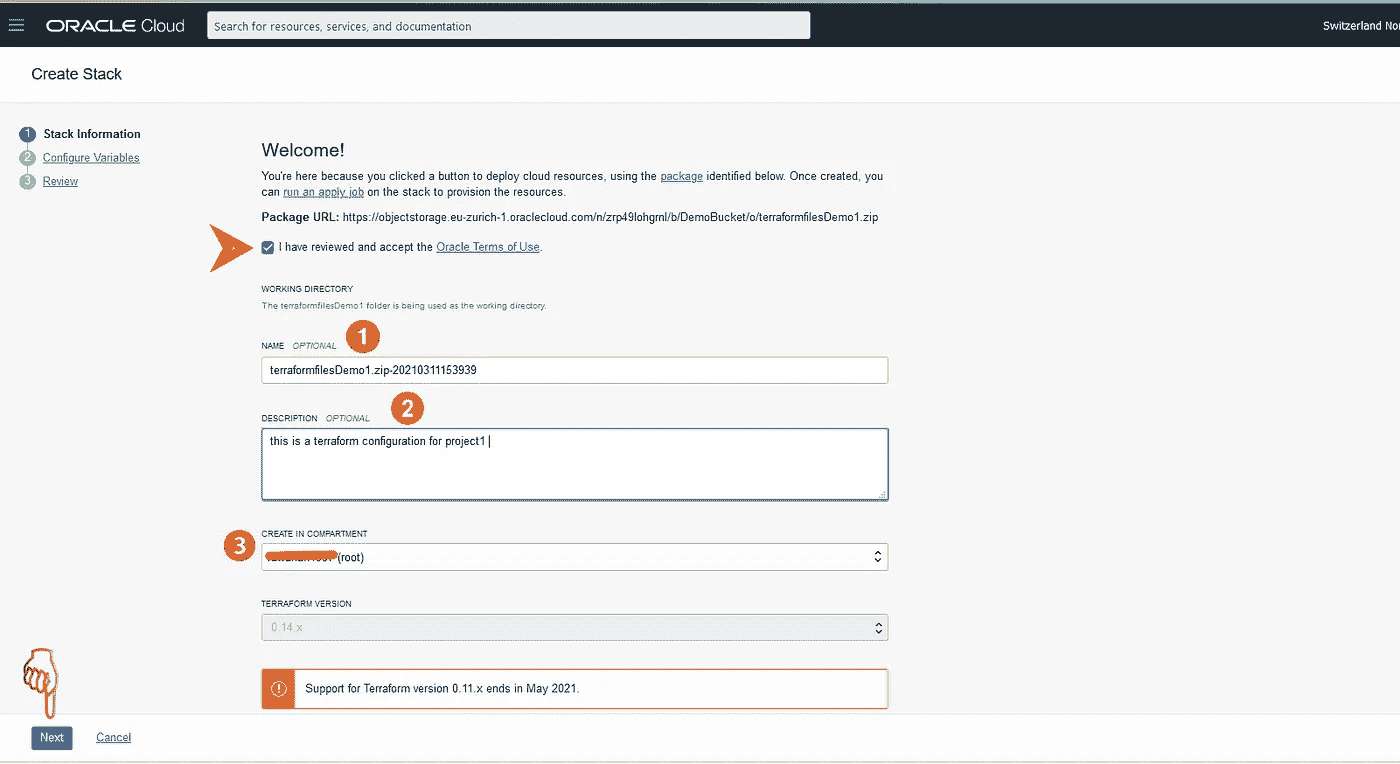 ORACLE Cloud
Search for resources, services, and documentation
Switzerland No
Create Stack
1 Stack Information
2 Configure Variables
3 Review
Welcome!
You're here because you clicked a button to deploy cloud resources, using the package identified below. Once created, you
can run an apply job on the stack to provision the resources.
Package URL: https://objectstorage.eu-zurich-1.oraclecloud.com/n/zrp49lohgrnl/b/DemoBucket/o/terraformfilesDemo1.zip
I have reviewed and accept the Oracle Terms of Use.
WORKING DIRECTORY
The terraformfilesDemo1 folder is being used as the working directory.
NAME OPTIONAL 1
terraformfilesDemo1.zip-20210311153939
DESCRIPTION OPTIONAL 2
this is a terraform configuration for project1
3 CREATE IN COMPARTMENT
(root)
TERRAFORM VERSION
0.14.x
Support for Terraform version 0.11.x ends in May 2021.
Next Cancel